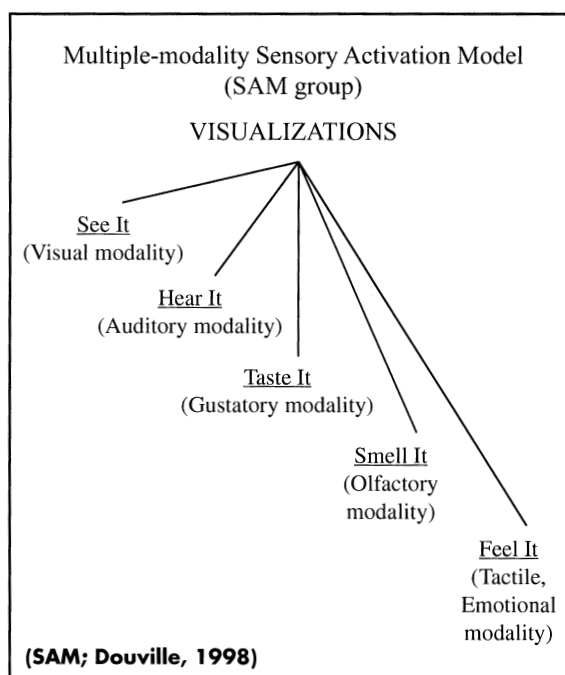 Multiple-modality Sensory Activation Model
(SAM group)
VISUALIZATIONS
See It
(Visual modality)
Hear It
(Auditory modality)
Taste It
(Gustatory modality)
Smell It
(Olfactory
modality)
Feel It
(Tactile,
Emotional
modality)
(SAM; Douville, 1998)